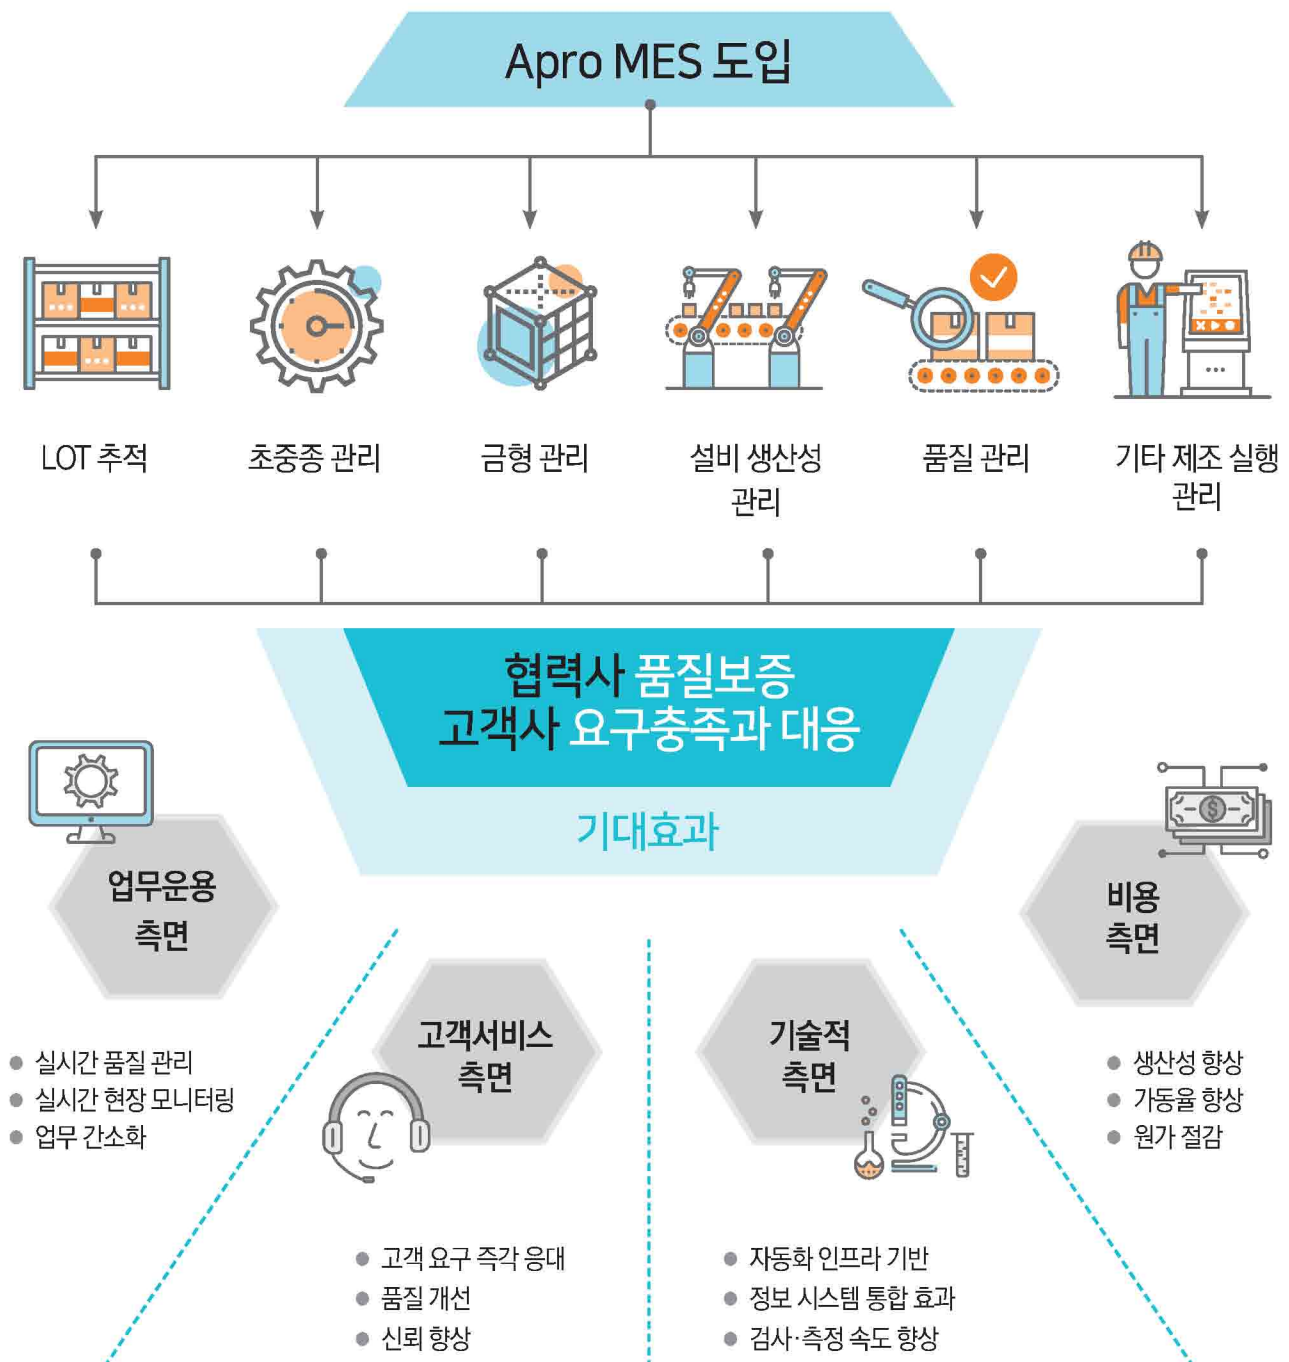 Apro MES 도입
LOT 추적
초중종 관리
금형 관리
설비 생산성
관리
품질 관리
기타 제조 실행
관리
협력사 품질보증
고객사 요구충족과 대응
기대효과
업무운용
측면
실시간 품질 관리
실시간 현장 모니터링
업무 간소화
고객서비스
측면
고객 요구 즉각 응대
품질 개선
신뢰 향상
기술적
측면
자동화 인프라 기반
정보 시스템 통합 효과
검사·측정 속도 향상
비용
측면
생산성 향상
가동율 향상
원가 절감